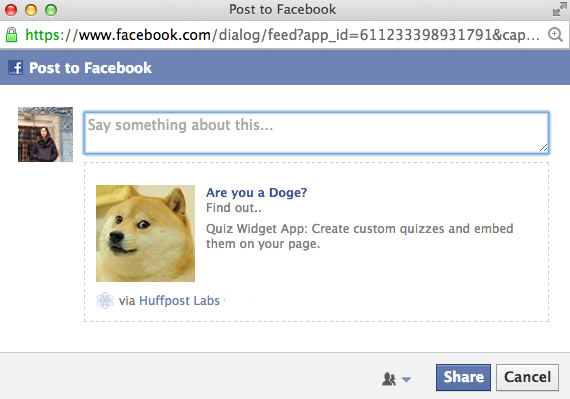 Post to Facebook
https://www.facebook.com/dialog/feed?app_id=611233398931791&cap...
f Post to Facebook
Say something about this...
Are you a Doge?
Find out..
Quiz Widget App: Create custom quizzes and embed
them on your page.
via Huffpost Labs ·
Share Cancel